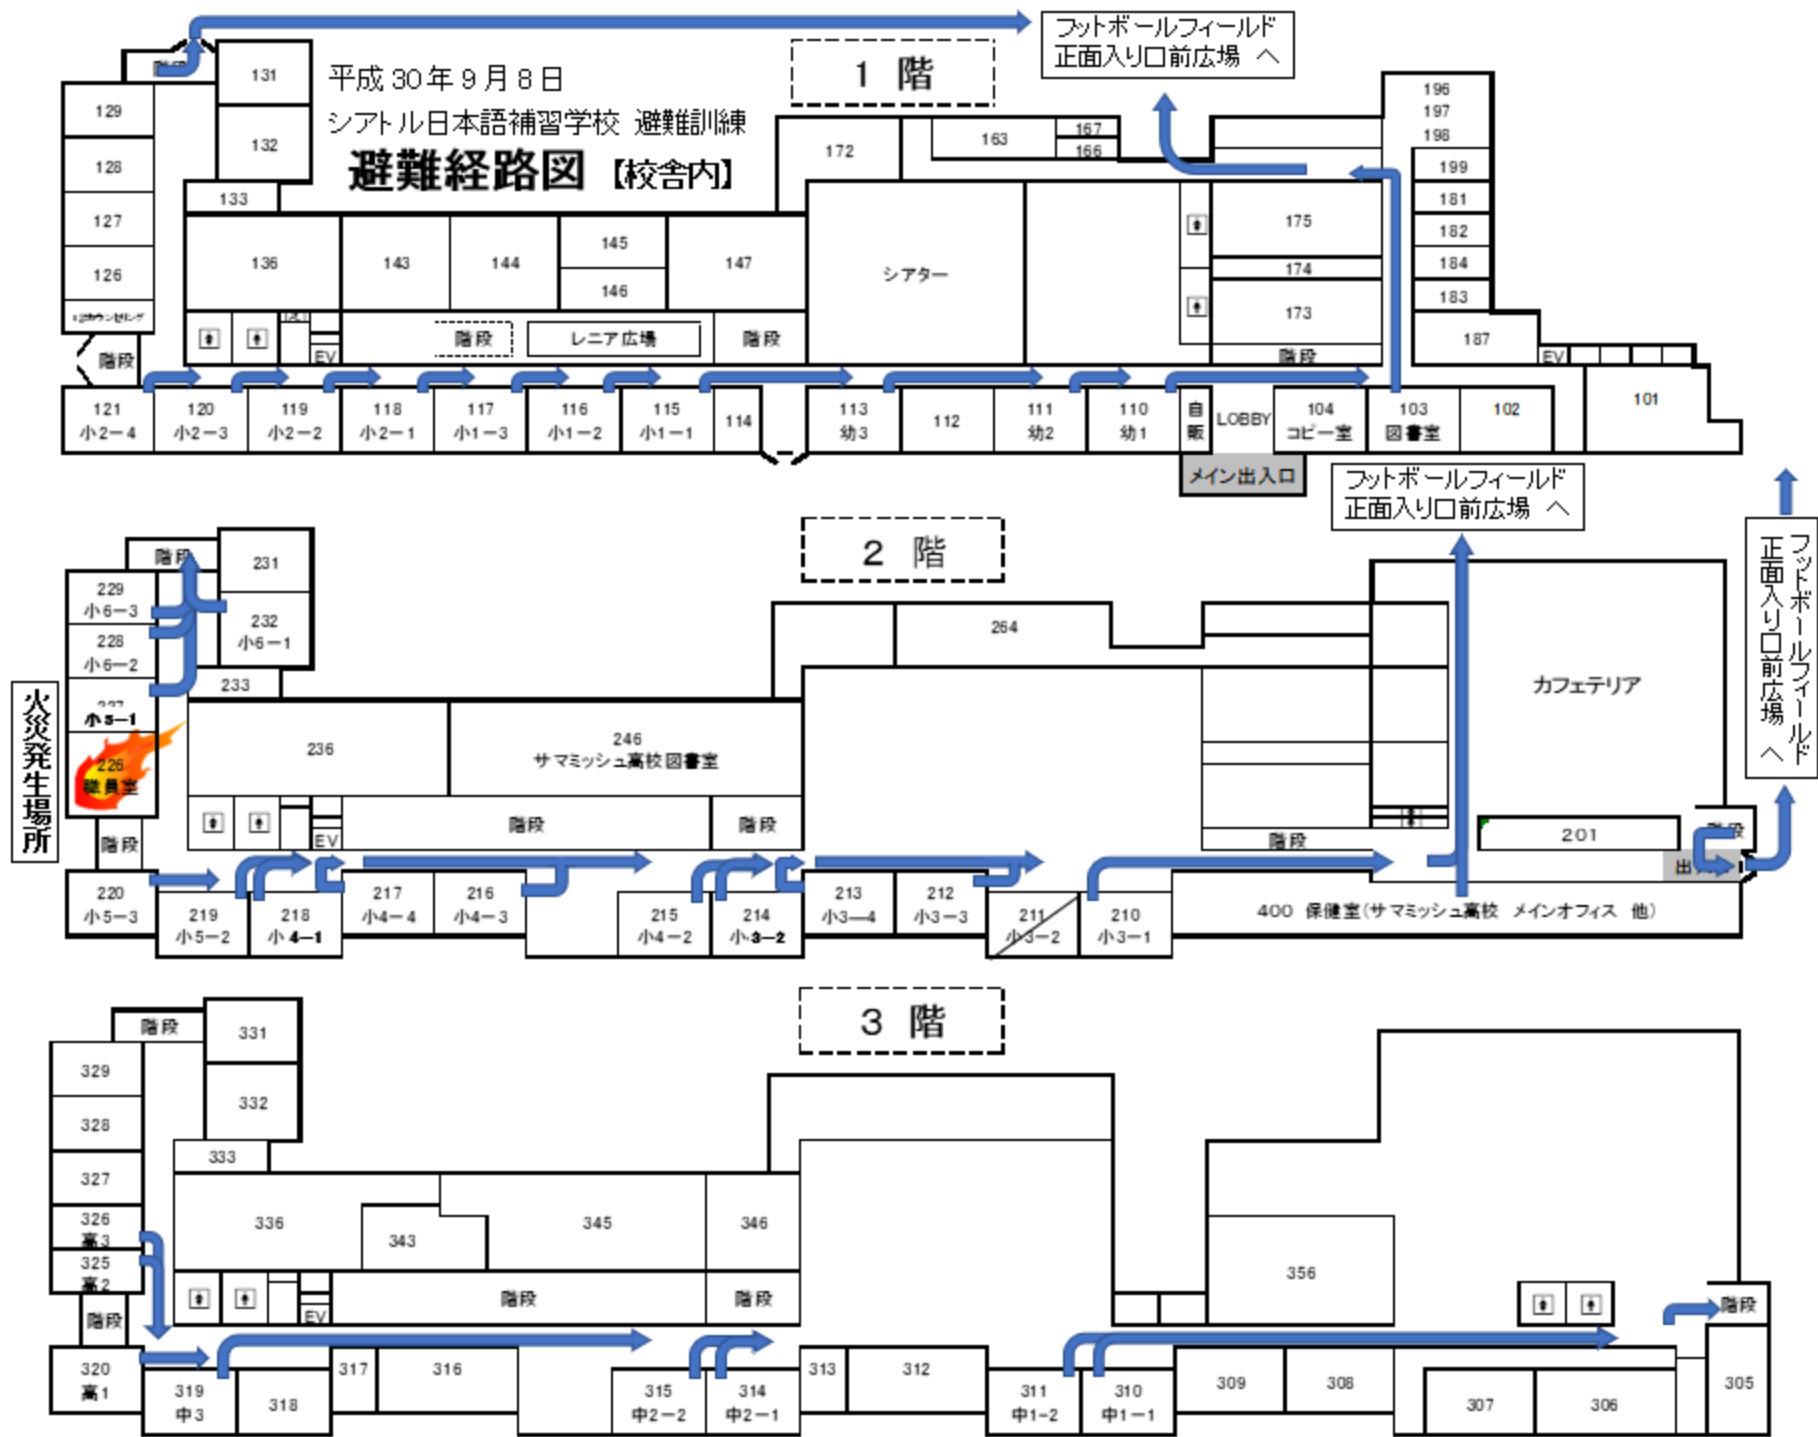 フットボールフィールド
正面入り口前広場 へ
1 階
平成30年9月8日
シアトル日本語補習学校 避難訓練
避難経路図【校舎内】
階段
131
132
133
129
128
127
126
階段
136
143
144
145
146
147
172
163
167
166
シアター
175
174
173
階段
196
197
198
199
181
182
184
183
187
EV
EV
階段
レニア広場
階段
121
小2-4
120
小2-3
119
小2-2
118
小2-1
117
小1-3
116
小1-2
115
小1-1
114
113
幼3
112
111
幼2
110
幼1
自販
LOBBY
104
コピー室
103
図書室
102
101
メイン出入口
フットボールフィールド
正面入り口前広場 へ
フットボールフィールド
正面入り口前広場 へ
2 階
階段
231
232
小6-1
233
229
小6-3
228
小6-2
小5-1
226
職員室
火災発生場所
階段
236
246
サマミッシュ高校図書室
264
カフェテリア
201
EV
階段
階段
階段
階段
220
小5-3
219
小5-2
218
小4-1
217
小4-4
216
小4-3
215
小4-2
214
小3-2
213
小3―4
212
小3-3
211
小3-2
210
小3-1
400 保健室(サマミッシュ高校 メインオフィス 他)
3 階
階段
331
332
333
329
328
327
326
高3
325
高2
階段
336
343
345
346
356
EV
階段
階段
階段
320
高1
319
中3
318
317
316
315
中2-2
314
中2-1
313
312
311
中1-2
310
中1-1
309
308
307
306
305